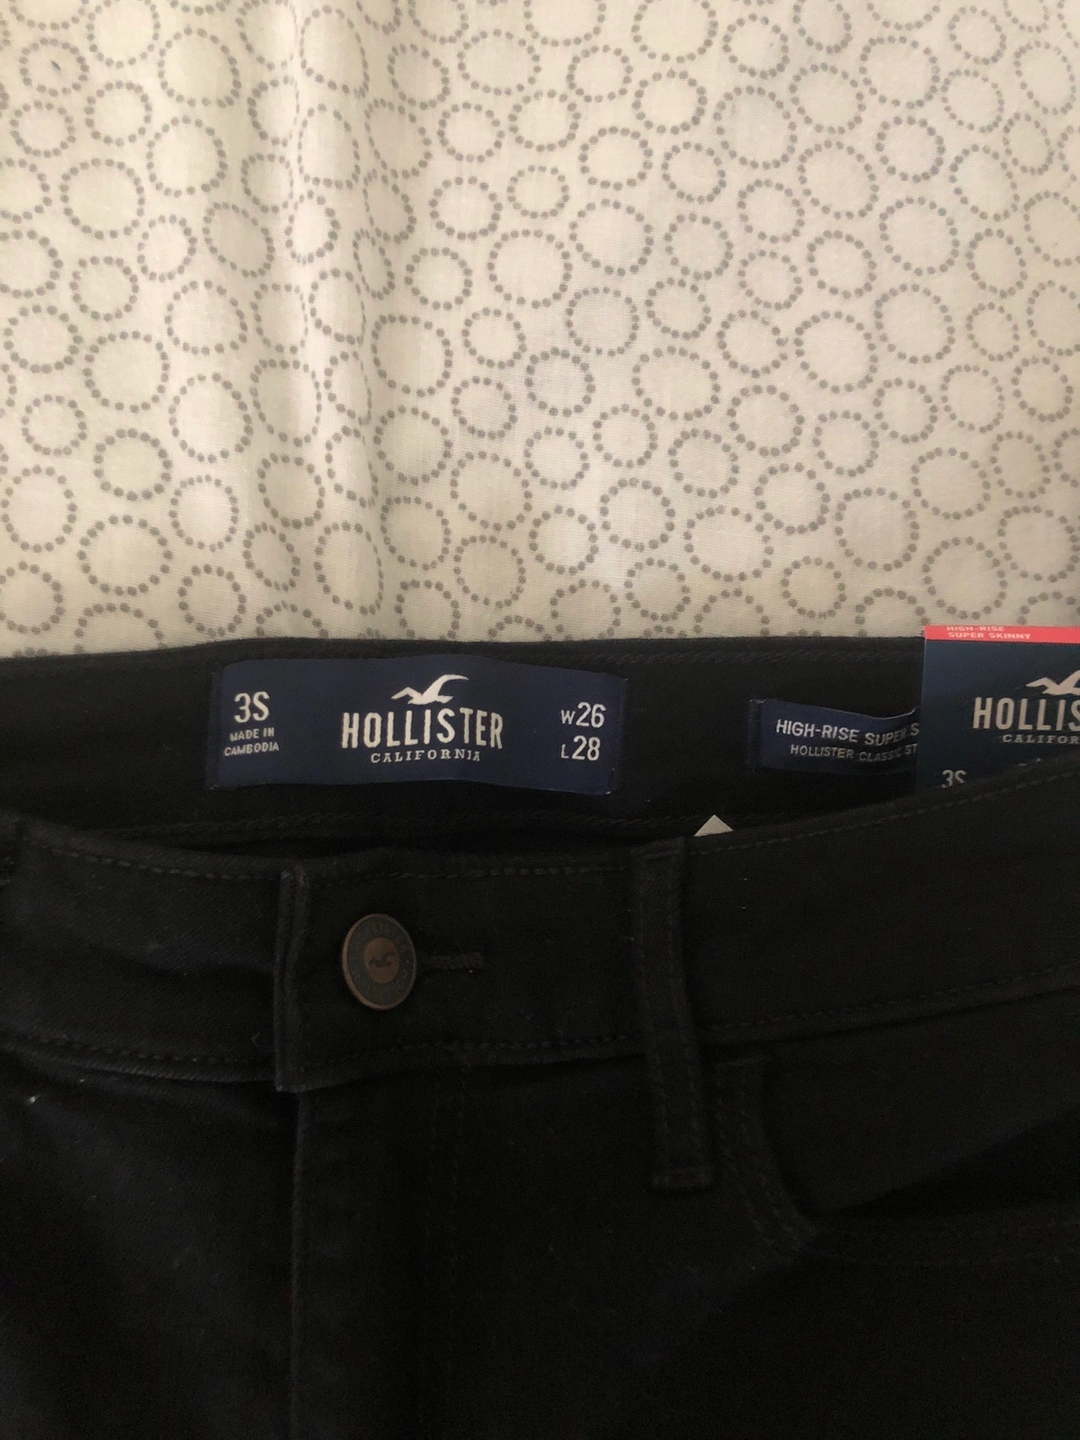 HIGH-RISE
SUPER SKINNY
3S
MADE IN
CAMBODIA
HOLLISTER
CALIFORNIA
W26
L28
HIGH-RISE SUPER S
HOLLISTER CLASSIC ST
HOLLIS
CALIFOR
3S